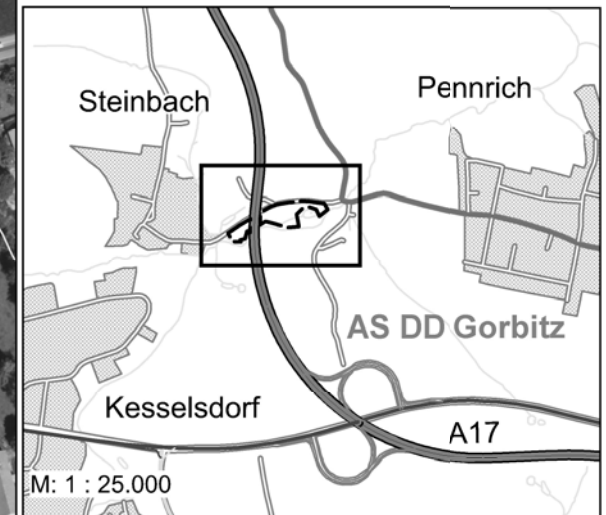 Steinbach
Pennrich
AS DD Gorbitz
Kesselsdorf
A17
M: 1 : 25.000